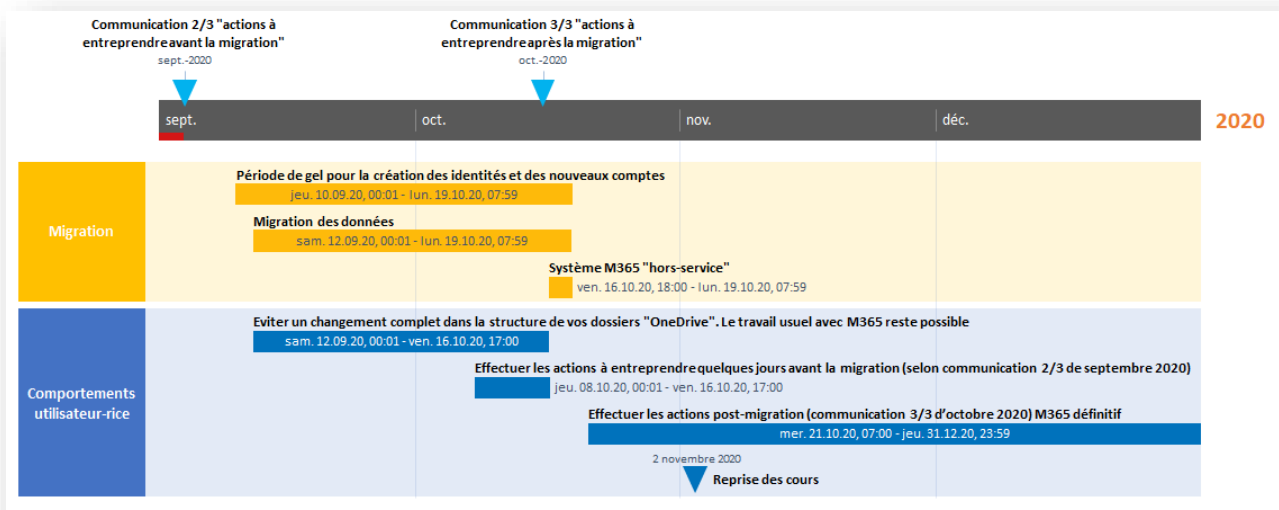 Communication 2/3 "actions à
entreprendre avant la migration"
sept.-2020
Communication 3/3 "actions à
entreprendre après la migration"
oct.-2020
sept.
oct.
nov.
déc.
2020
Migration
Période de gel pour la création des identités et des nouveaux comptes
jeu. 10.09.20, 00:01 - lun. 19.10.20, 07:59
Migration des données
sam. 12.09.20, 00:01 - lun. 19.10.20, 07:59
Système M365 "hors-service"
ven. 16.10.20, 18:00 - lun. 19.10.20, 07:59
Comportements
utilisateur-rice
Eviter un changement complet dans la structure de vos dossiers "OneDrive". Le travail usuel avec M365 reste possible
sam. 12.09.20, 00:01 - ven. 16.10.20, 17:00
Effectuer les actions à entreprendre quelques jours avant la migration (selon communication 2/3 de septembre 2020)
jeu. 08.10.20, 00:01 - ven. 16.10.20, 17:00
Effectuer les actions post-migration (communication 3/3 d'octobre 2020) M365 définitif
mer. 21.10.20, 07:00 - jeu. 31.12.20, 23:59
2 novembre 2020
Reprise des cours